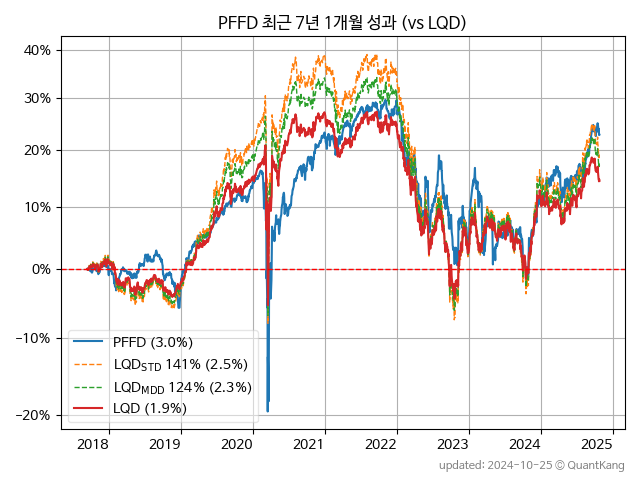 PFFD 최근 7년 1개월 성과 (vs LQD)
40%
30%
20%
10%
0%
−10%
−20%
PFFD (3.0%)
LQD_STD 141% (2.5%)
LQD_MDD 124% (2.3%)
LQD (1.9%)
2018 2019 2020 2021 2022 2023 2024 2025
updated: 2024-10-25 © QuantKang